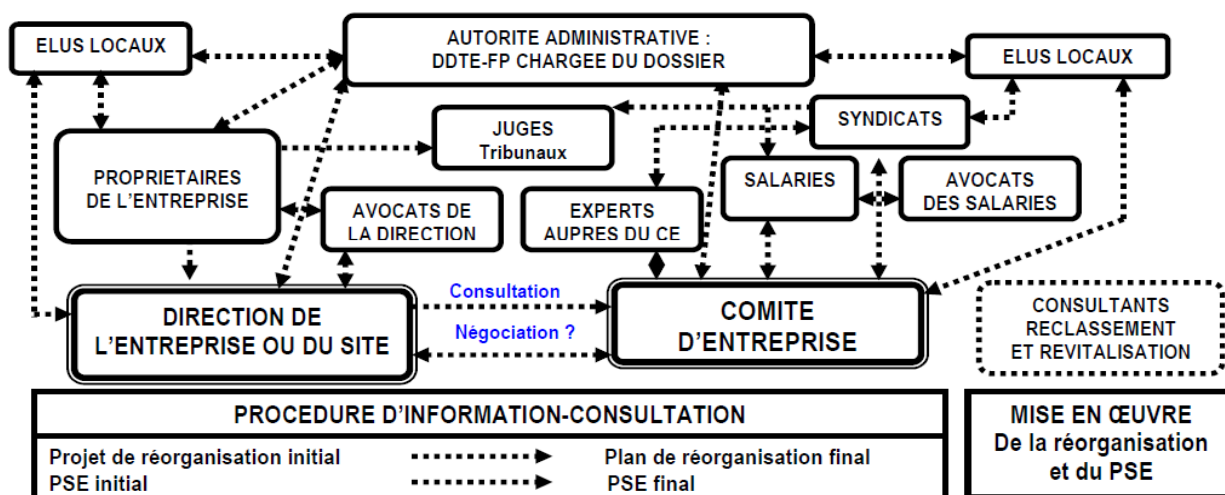 ELUS LOCAUX
AUTORITE ADMINISTRATIVE :
DDTE-FP CHARGEE DU DOSSIER
ELUS LOCAUX
JUGES
Tribunaux
SYNDICATS
PROPRIETAIRES
DE L'ENTREPRISE
AVOCATS DE
LA DIRECTION
EXPERTS
AUPRES DU CE
SALARIES
AVOCATS
DES SALARIES
DIRECTION DE
L'ENTREPRISE OU DU SITE
Consultation
Négociation ?
COMITE
D'ENTREPRISE
CONSULTANTS
RECLASSEMENT
ET REVITALISATION
PROCEDURE D'INFORMATION-CONSULTATION
Projet de réorganisation initial
Plan de réorganisation final
PSE initial
PSE final
MISE EN ŒUVRE
De la réorganisation
et du PSE